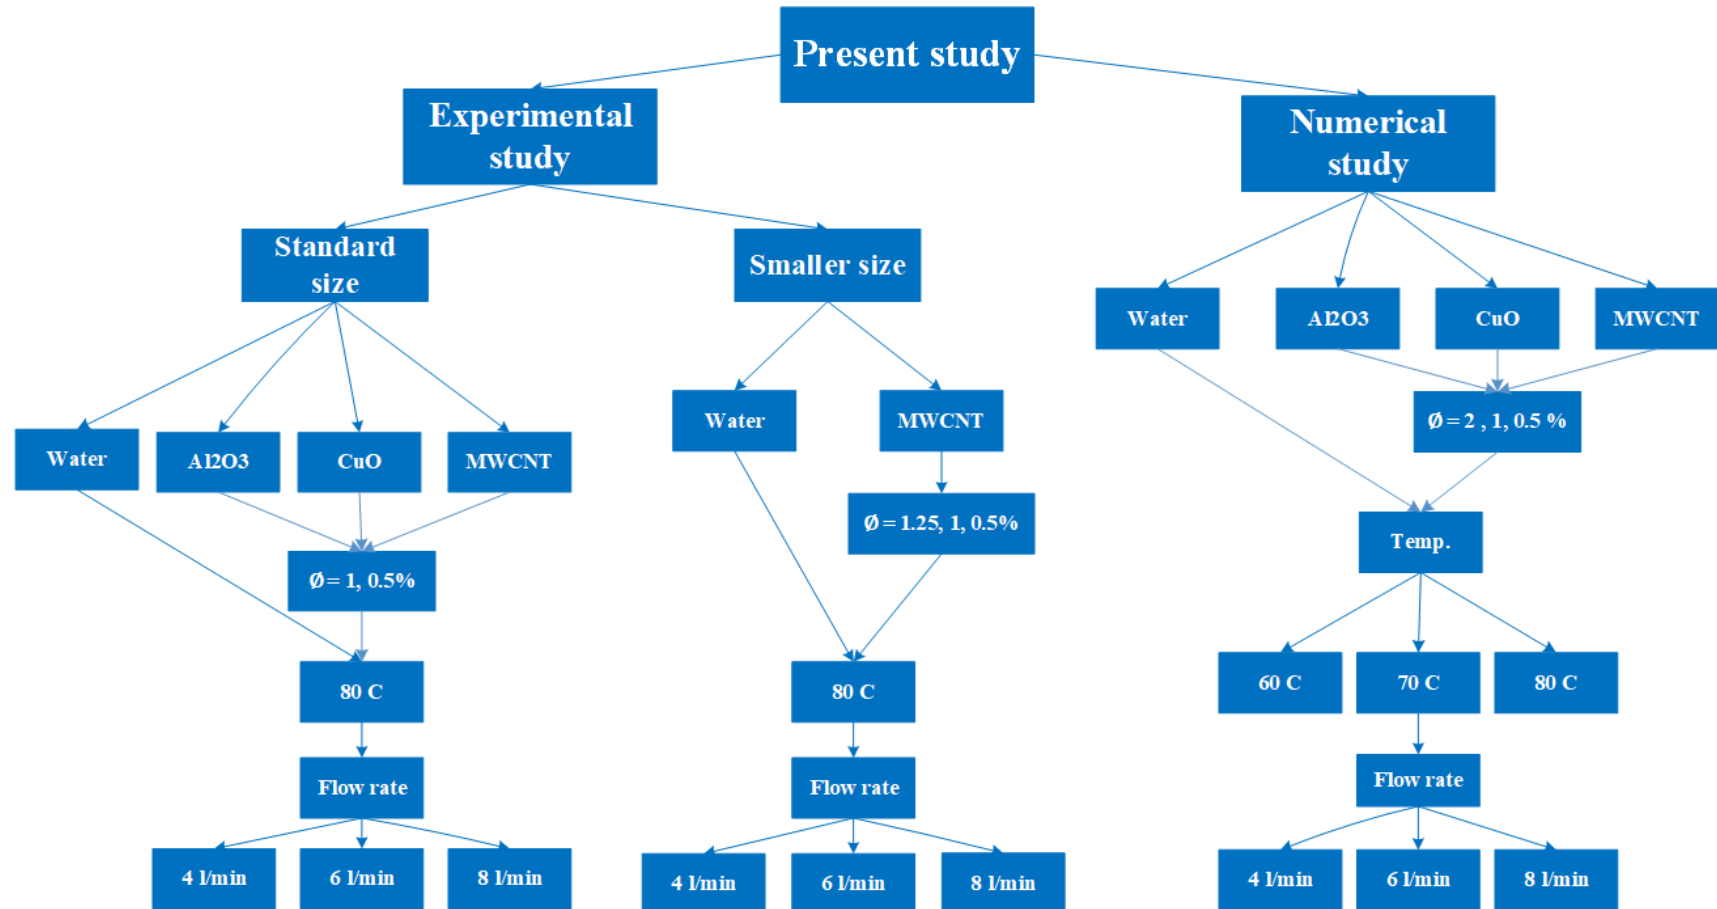 Present study
Experimental
study
Numerical
study
Standard
size
Smaller size
Water
Al2O3
CuO
MWCNT
Water
MWCNT
Ø = 2 , 1, 0.5 %
Water
Al2O3
CuO
MWCNT
Ø = 1.25, 1, 0.5%
Temp.
Ø = 1, 0.5%
80 C
80 C
60 C
70 C
80 C
Flow rate
Flow rate
Flow rate
4 l/min
6 l/min
8 l/min
4 l/min
6 l/min
8 l/min
4 l/min
6 l/min
8 l/min